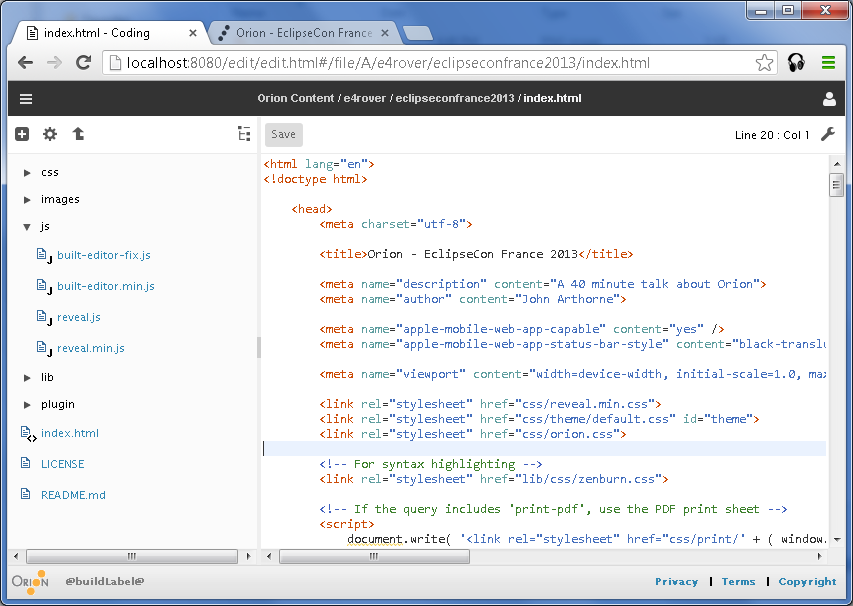 index.html - Coding
Orion - EclipseCon France
localhost:8080/edit/edit.html#/file/A/e4rover/eclipseconfrance2013/index.html
Orion Content / e4rover / eclipseconfrance2013 / index.html
Save
Line 20 : Col 1
css
images
js
built-editor-fix.js
built-editor.min.js
reveal.js
reveal.min.js
lib
plugin
index.html
LICENSE
README.md
<html lang="en">
<!doctype html>
<head>
<meta charset="utf-8">
<title>Orion - EclipseCon France 2013</title>
<meta name="description" content="A 40 minute talk about Orion">
<meta name="author" content="John Arthorne">
<meta name="apple-mobile-web-app-capable" content="yes" />
<meta name="apple-mobile-web-app-status-bar-style" content="black-translu
<meta name="viewport" content="width=device-width, initial-scale=1.0, max
<link rel="stylesheet" href="css/reveal.min.css">
<link rel="stylesheet" href="css/theme/default.css" id="theme">
<link rel="stylesheet" href="css/orion.css">
<!-- For syntax highlighting -->
<link rel="stylesheet" href="lib/css/zenburn.css">
<!-- If the query includes 'print-pdf', use the PDF print sheet -->
<script>
document.write( '<link rel="stylesheet" href="css/print/' + ( window.
ORION
@buildLabel@
Privacy | Terms | Copyright